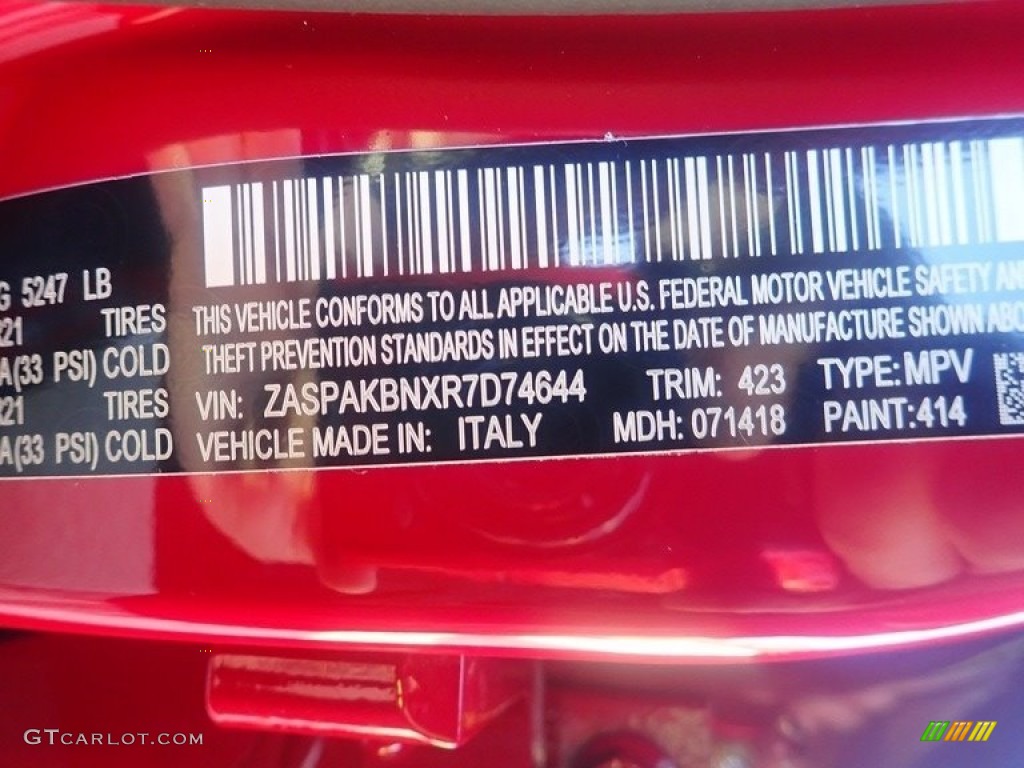 G 5247 LB
321 TIRES
A(33 PSI) COLD
321 TIRES
A(33 PSI) COLD
THIS VEHICLE CONFORMS TO ALL APPLICABLE U.S. FEDERAL MOTOR VEHICLE SAFETY AN
THEFT PREVENTION STANDARDS IN EFFECT ON THE DATE OF MANUFACTURE SHOWN ABO
VIN: ZASPAKBNXR7D74644 TRIM: 423 TYPE: MPV
VEHICLE MADE IN: ITALY MDH: 071418 PAINT:414
GTCARLOT.COM